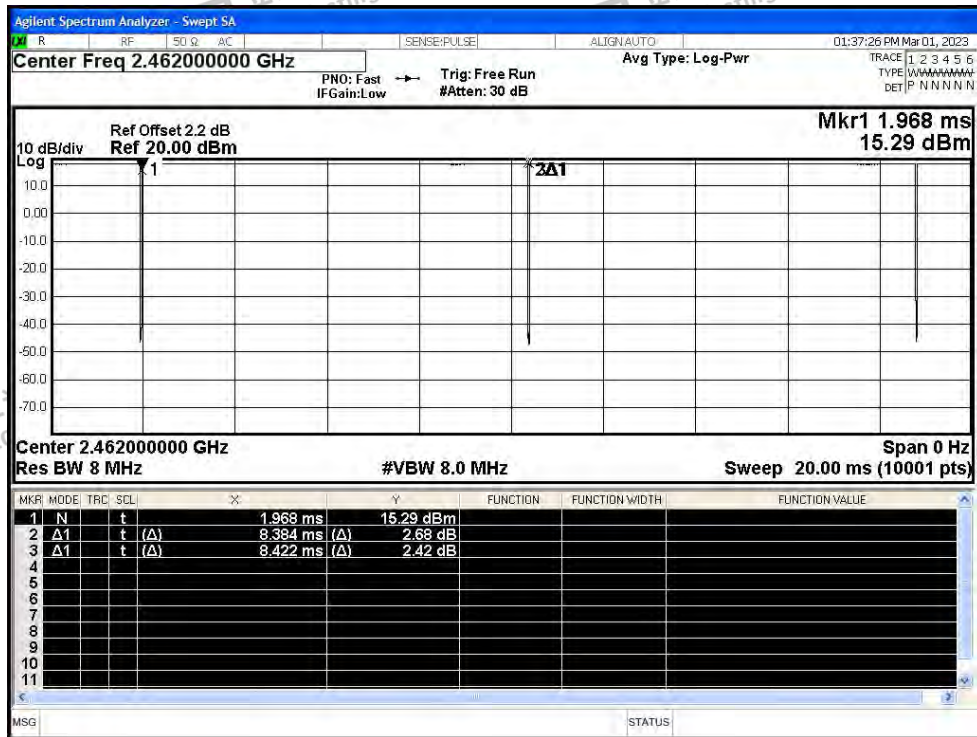 Agilent Spectrum Analyzer - Swept SA
LXI R RF 50 Ω AC SENSE:PULSE ALIGN AUTO 01:37:26 PM Mar 01, 2023
Center Freq 2.462000000 GHz
Avg Type: Log-Pwr
TRACE 1 2 3 4 5 6
PNO: Fast
Trig: Free Run
TYPE WWWWWW
IFGain:Low
#Atten: 30 dB
DET P N N N N N
Mkr1 1.968 ms
15.29 dBm
Ref Offset 2.2 dB
10 dB/div Ref 20.00 dBm
Log
1
2Δ1
10.0
0.00
-10.0
-20.0
-30.0
-40.0
-50.0
-60.0
-70.0
Center 2.462000000 GHz Span 0 Hz
Res BW 8 MHz #VBW 8.0 MHz Sweep 20.00 ms (10001 pts)
MKR MODE TRC SCL X Y FUNCTION FUNCTION WIDTH FUNCTION VALUE
1 N t 1.968 ms 15.29 dBm
2 Δ1 t (Δ) 8.384 ms (Δ) 2.68 dB
3 Δ1 t (Δ) 8.422 ms (Δ) 2.42 dB
4
5
6
7
8
9
10
11
MSG STATUS